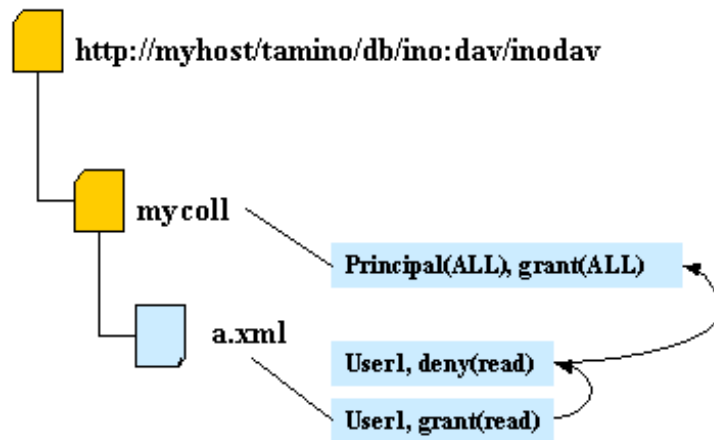 http://myhost/tamino/db/ino:dav/inodav
mycoll
Principal(ALL), grant(ALL)
a.xml
User1, deny(read)
User1, grant(read)